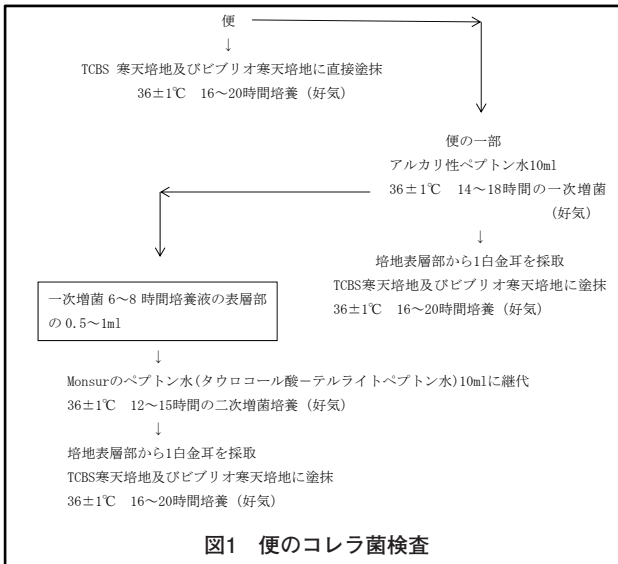 便
↓
TCBS 寒天培地及びビブリオ寒天培地に直接塗抹
36±1℃ 16～20時間培養（好気）
便の一部
アルカリ性ペプトン水10ml
36±1℃ 14～18時間の一次増菌
（好気）
↓
培地表層部から1白金耳を採取
TCBS寒天培地及びビブリオ寒天培地に塗抹
36±1℃ 16～20時間培養（好気）
一次増菌 6～8 時間培養液の表層部
の 0.5～1ml
↓
Monsurのペプトン水(タウロコール酸－テルライトペプトン水)10mlに継代
36±1℃ 12～15時間の二次増菌培養（好気）
↓
培地表層部から1白金耳を採取
TCBS寒天培地及びビブリオ寒天培地に塗抹
36±1℃ 16～20時間培養（好気）
図1 便のコレラ菌検査